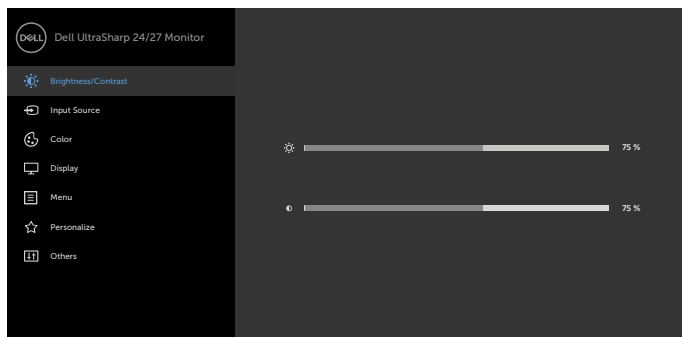 DELL Dell UltraSharp 24/27 Monitor
Brightness/Contrast
Input Source
Color
Display
Menu
Personalize
Others
75 %
75 %